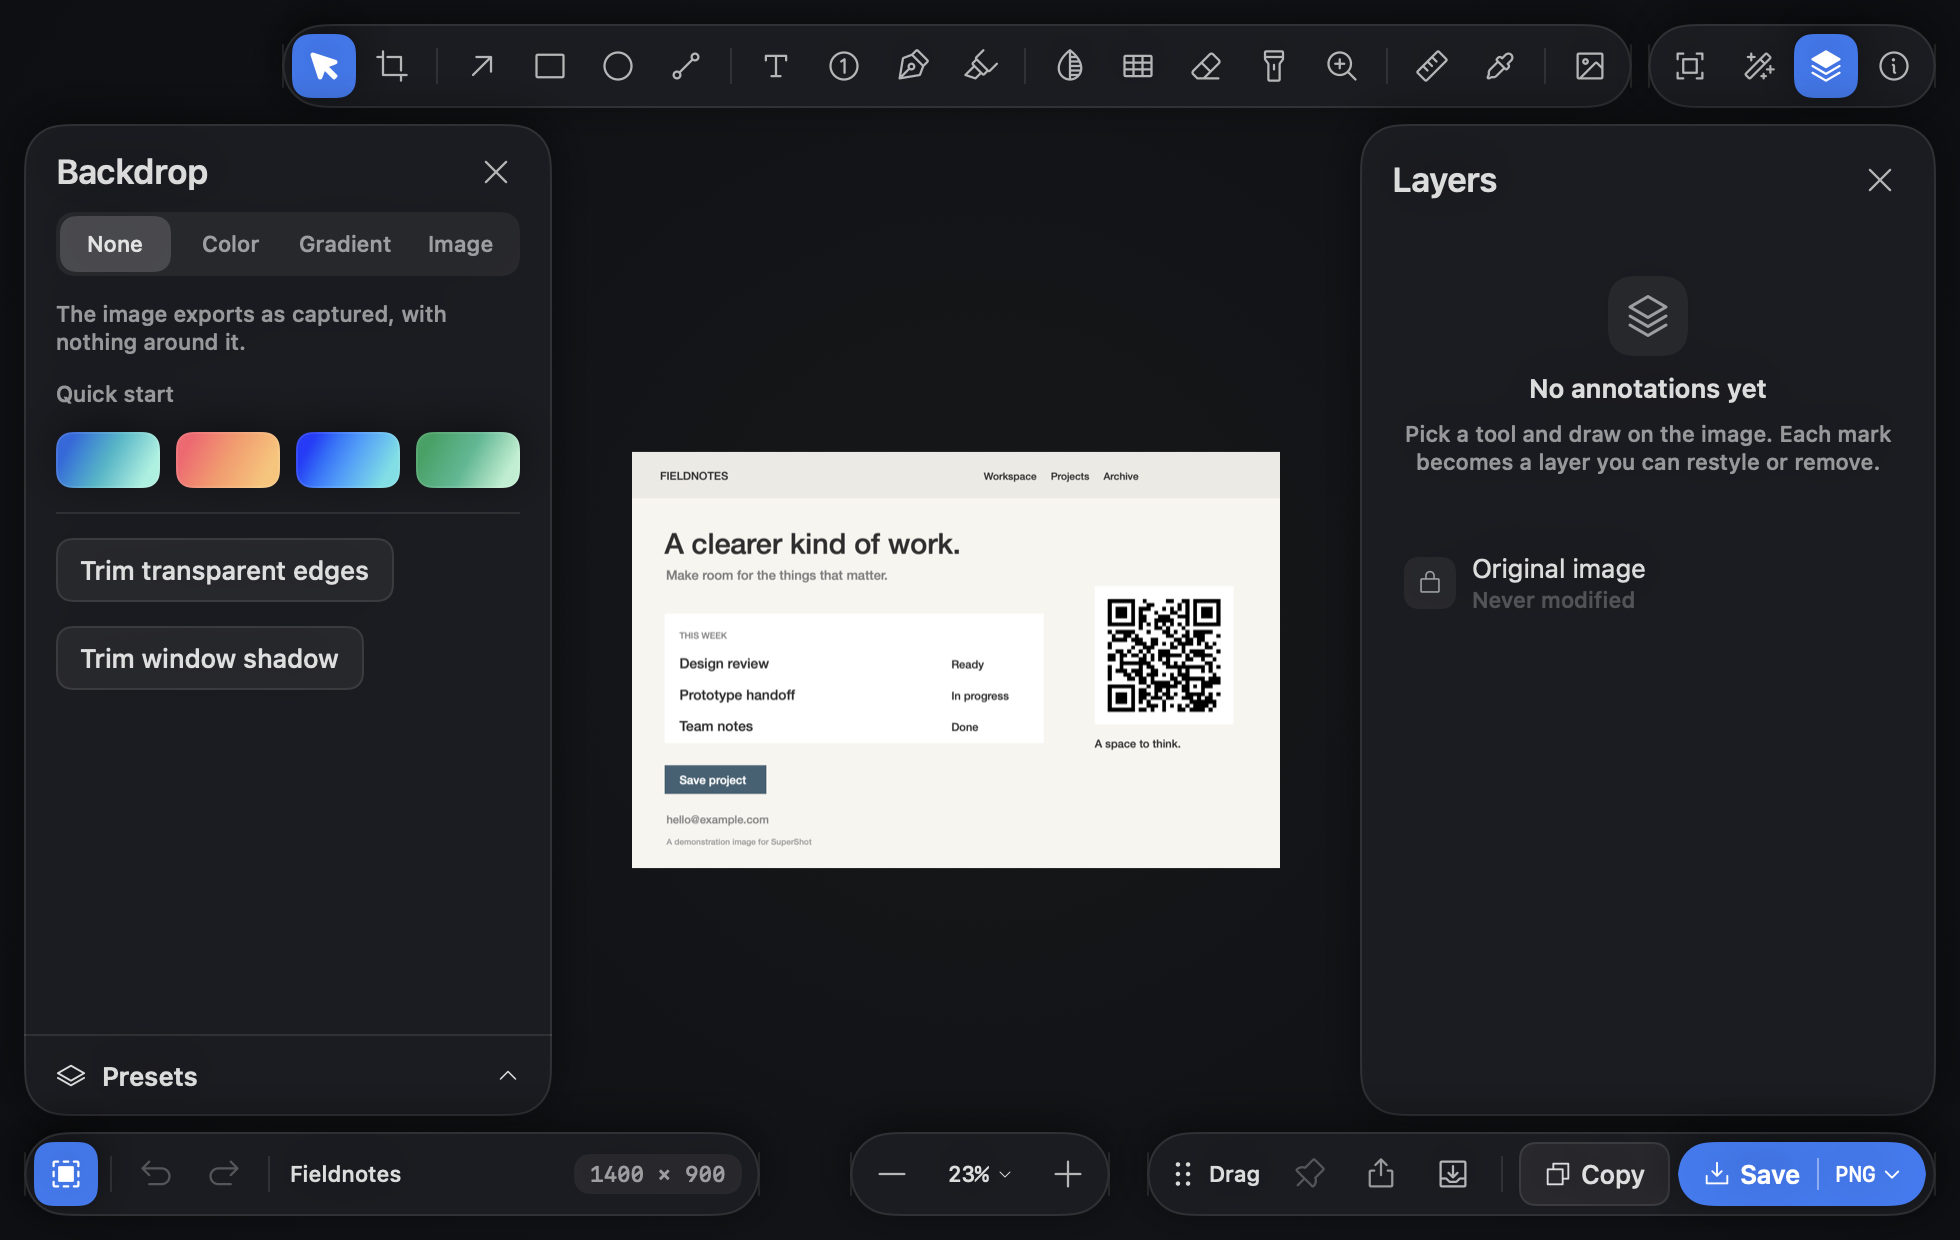 1
Backdrop
None Color Gradient Image
The image exports as captured, with
nothing around it.
Quick start
Trim transparent edges
Trim window shadow
Presets
FIELDNOTES Workspace Projects Archive
A clearer kind of work.
Make room for the things that matter.
THIS WEEK
Design review Ready
Prototype handoff In progress
Team notes Done
A space to think.
Save project
hello@example.com
A demonstration image for SuperShot
Layers
No annotations yet
Pick a tool and draw on the image. Each mark
becomes a layer you can restyle or remove.
Original image
Never modified
Fieldnotes 1400 × 900 23% Drag Copy Save PNG